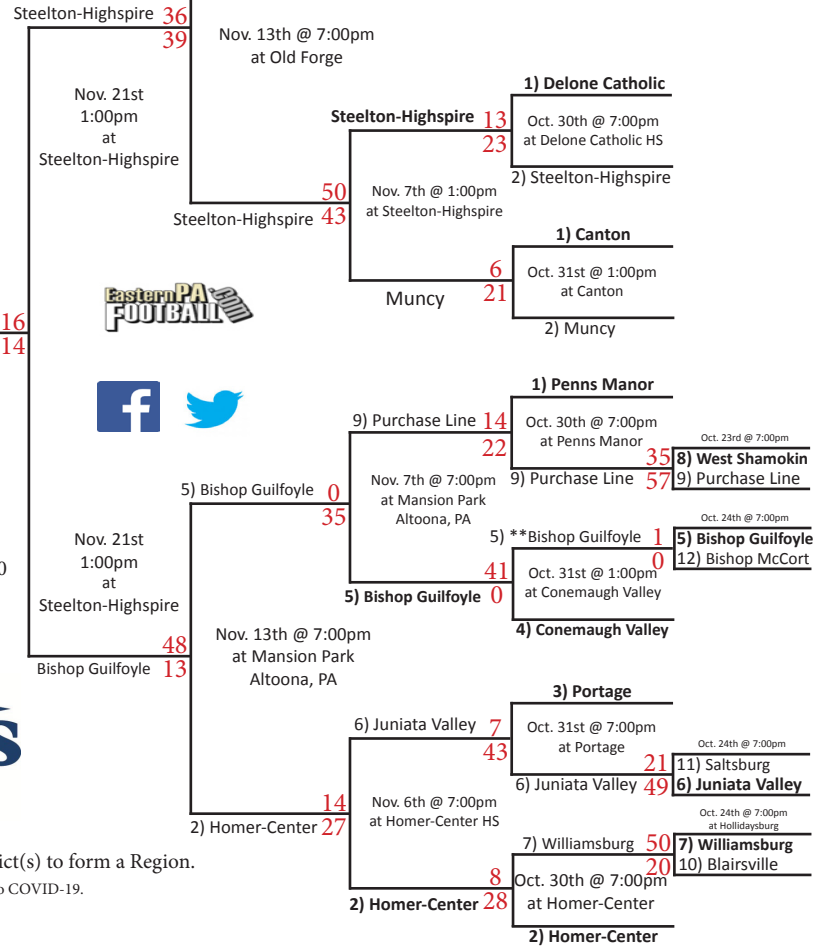 Steelton-Highspire 36
39
Nov. 13th @ 7:00pm
at Old Forge
Nov. 21st
1:00pm
at
Steelton-Highspire
1) Delone Catholic
Steelton-Highspire 13
23
Oct. 30th @ 7:00pm
at Delone Catholic HS
2) Steelton-Highspire
50
Steelton-Highspire 43
Nov. 7th @ 1:00pm
at Steelton-Highspire
1) Canton
6
Muncy 21
Oct. 31st @ 1:00pm
at Canton
2) Muncy
EasternPA
FOOTBALL
.com
16
14
f
1) Penns Manor
9) Purchase Line 14
22
Oct. 30th @ 7:00pm
at Penns Manor
Oct. 23rd @ 7:00pm
35 8) West Shamokin
9) Purchase Line 57 9) Purchase Line
5) Bishop Guilfoyle 0
35
Nov. 7th @ 7:00pm
at Mansion Park
Altoona, PA
Oct. 24th @ 7:00pm
5) **Bishop Guilfoyle 1 5) Bishop Guilfoyle
0 12) Bishop McCort
41
5) Bishop Guilfoyle 0
Oct. 31st @ 1:00pm
at Conemaugh Valley
4) Conemaugh Valley
Nov. 21st
1:00pm
at
Steelton-Highspire
0
48
Bishop Guilfoyle 13
Nov. 13th @ 7:00pm
at Mansion Park
Altoona, PA
s
3) Portage
6) Juniata Valley 7
43
Oct. 31st @ 7:00pm
at Portage
Oct. 24th @ 7:00pm
21 11) Saltsburg
6) Juniata Valley 49 6) Juniata Valley
14
2) Homer-Center 27
Nov. 6th @ 7:00pm
at Homer-Center HS
Oct. 24th @ 7:00pm
at Hollidaysburg
7) Williamsburg 50 7) Williamsburg
20 10) Blairsville
8
2) Homer-Center 28
Oct. 30th @ 7:00pm
at Homer-Center
2) Homer-Center
ict(s) to form a Region.
o COVID-19.